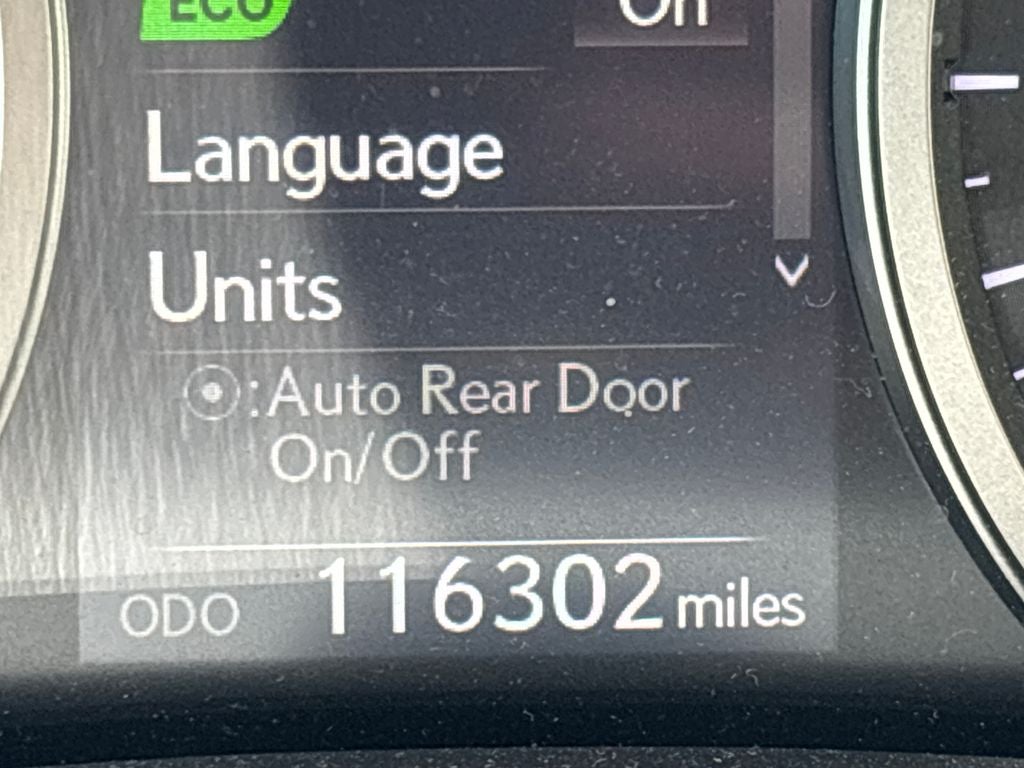 ECO
On
Language
Units
:Auto Rear Door
On/Off
ODO 116302 miles